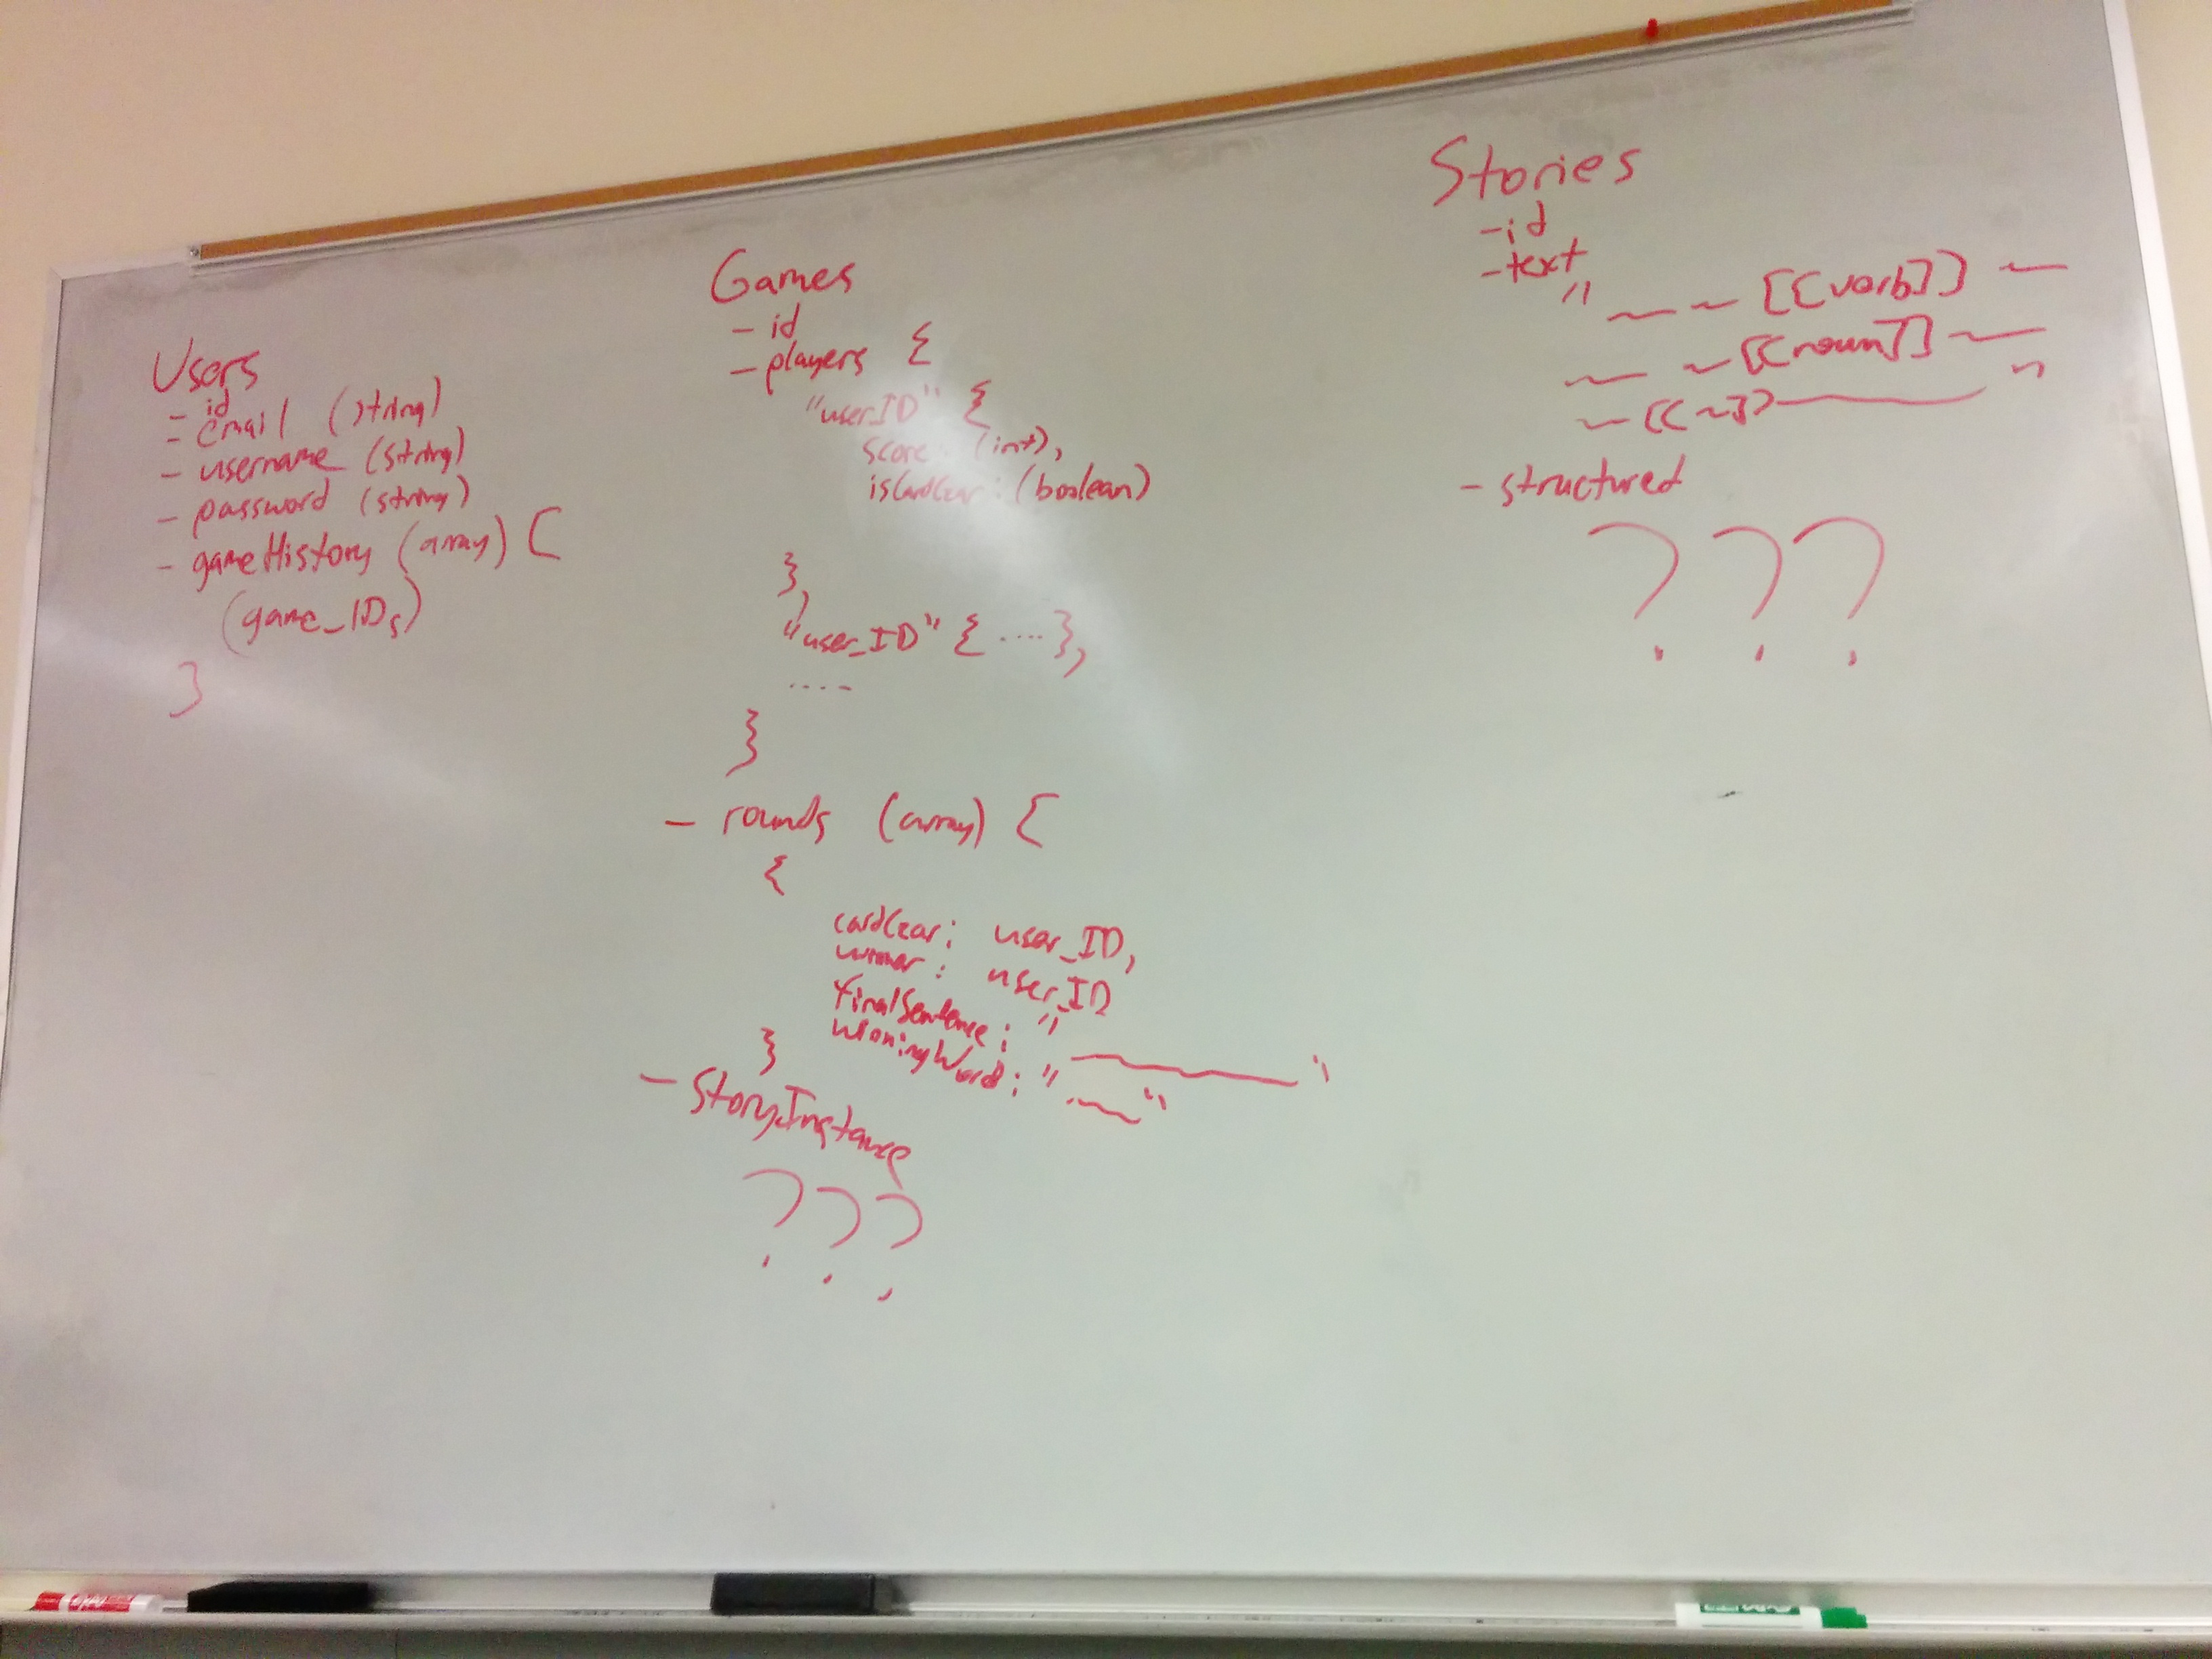 Users
- id
- email (string)
- username (string)
- password (string)
- gameHistory (array) [
(game_IDs)
]
Games
- id
- players {
"user_ID" {
score: (int),
isCardCzar: (boolean)
},
"user_ID" { .... },
....
}
- rounds (array) [
{
cardCzar: user_ID,
winner: user_ID
finalSentence: "
winningWord: " "
}
- StoryInstance
???
Stories
- id
- text
" [[verb]]
[[noun]]
[[ ]] "
- structured
???